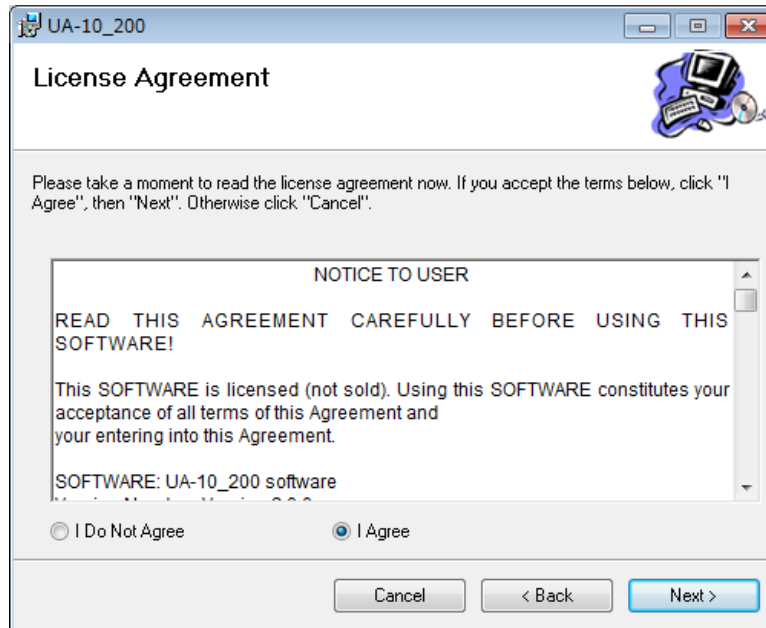 UA-10_200
License Agreement
Please take a moment to read the license agreement now. If you accept the terms below, click "I
Agree", then "Next". Otherwise click "Cancel".
NOTICE TO USER
READ THIS AGREEMENT CAREFULLY BEFORE USING THIS
SOFTWARE!
This SOFTWARE is licensed (not sold). Using this SOFTWARE constitutes your
acceptance of all terms of this Agreement and
your entering into this Agreement.
SOFTWARE: UA-10_200 software
I Do Not Agree
I Agree
Cancel
< Back
Next >